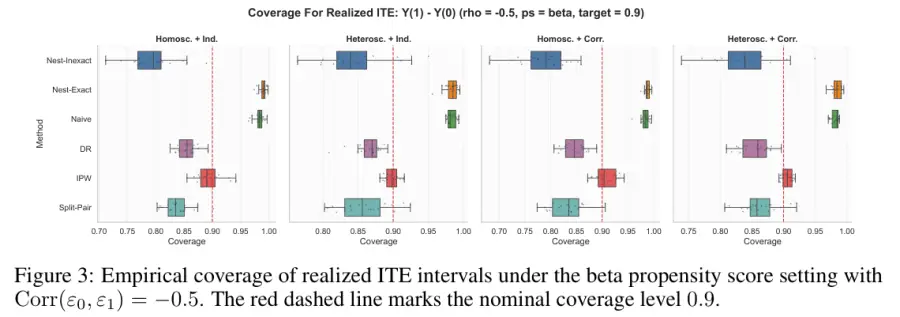 Coverage For Realized ITE: Y(1) - Y(0) (rho = -0.5, ps = beta, target = 0.9)
Homosc. + Ind.
Heterosc. + Ind.
Homosc. + Corr.
Heterosc. + Corr.
Method
Nest-Inexact
Nest-Exact
Naive
DR
IPW
Split-Pair
0.70 0.75 0.80 0.85 0.90 0.95 1.00
0.80 0.85 0.90 0.95 1.00
0.70 0.75 0.80 0.85 0.90 0.95 1.00
0.75 0.80 0.85 0.90 0.95 1.00
Coverage
Coverage
Coverage
Coverage
Figure 3: Empirical coverage of realized ITE intervals under the beta propensity score setting with
Corr(ε₀, ε₁) = −0.5. The red dashed line marks the nominal coverage level 0.9.